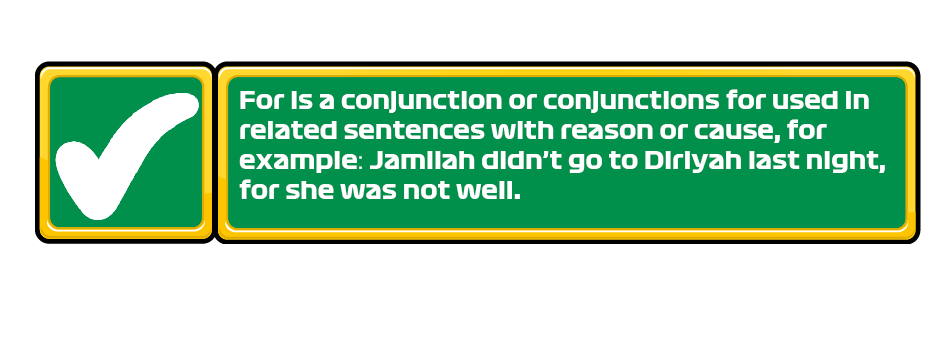 For is a conjunction or conjunctions for used in
related sentences with reason or cause, for
example: Jamilah didn't go to Diriyah last night,
for she was not well.